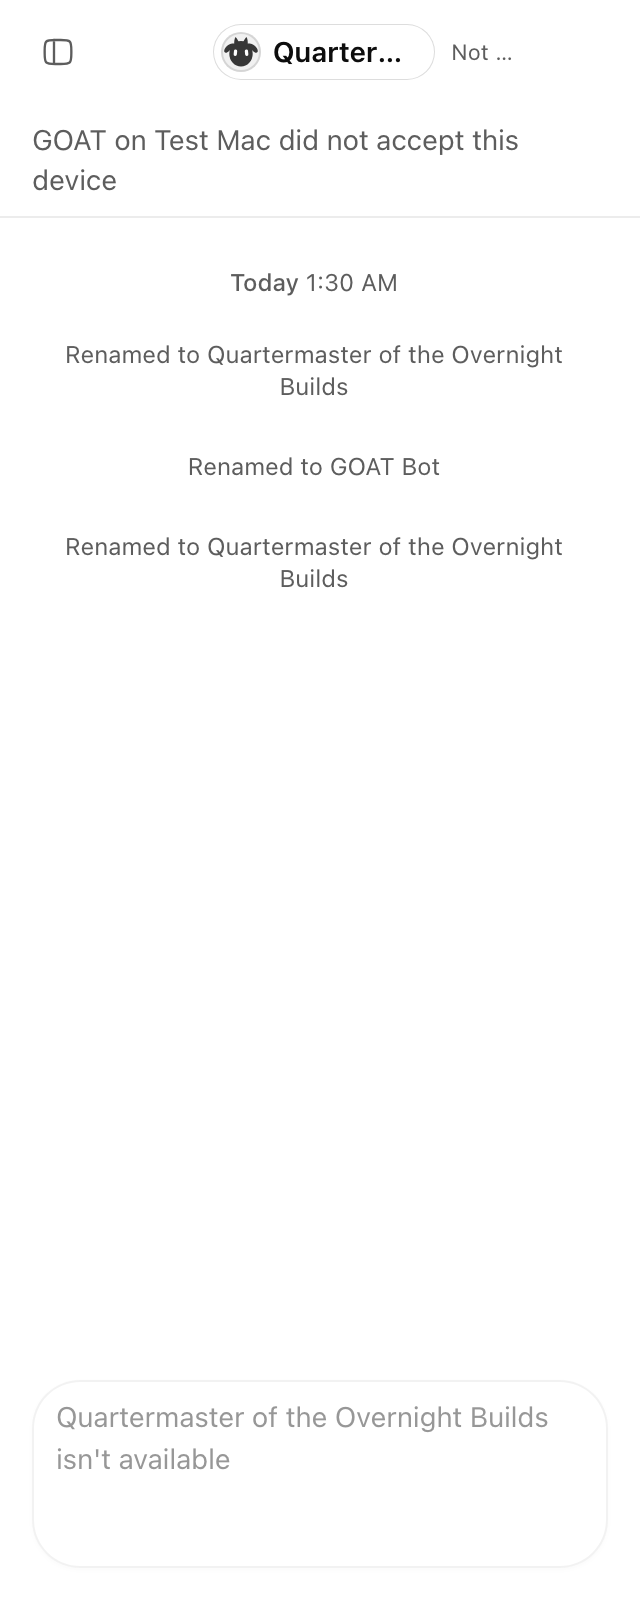 Quarter...
Not ...
GOAT on Test Mac did not accept this
device
Today 1:30 AM
Renamed to Quartermaster of the Overnight
Builds
Renamed to GOAT Bot
Renamed to Quartermaster of the Overnight
Builds
Quartermaster of the Overnight Builds
isn't available